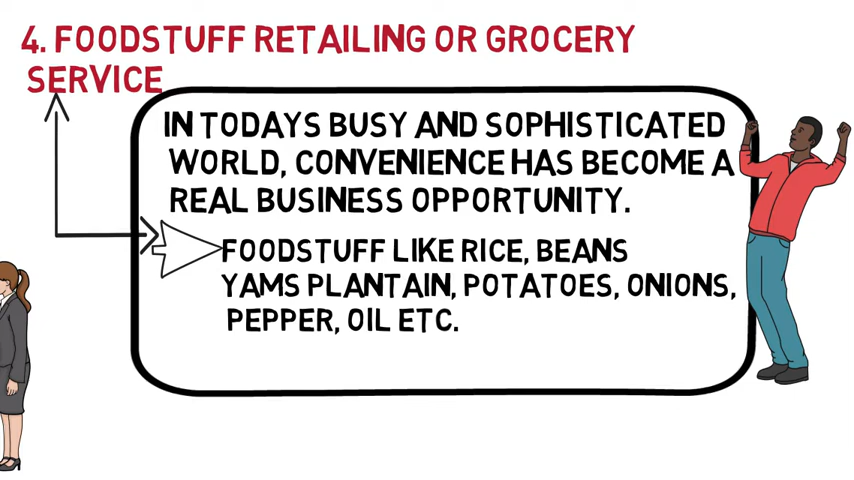 4. FOODSTUFF RETAILING OR GROCERY
SERVICE
IN TODAYS BUSY AND SOPHISTICATED
WORLD, CONVENIENCE HAS BECOME A
REAL BUSINESS OPPORTUNITY.
FOODSTUFF LIKE RICE, BEANS
YAMS PLANTAIN, POTATOES, ONIONS,
PEPPER, OIL ETC.